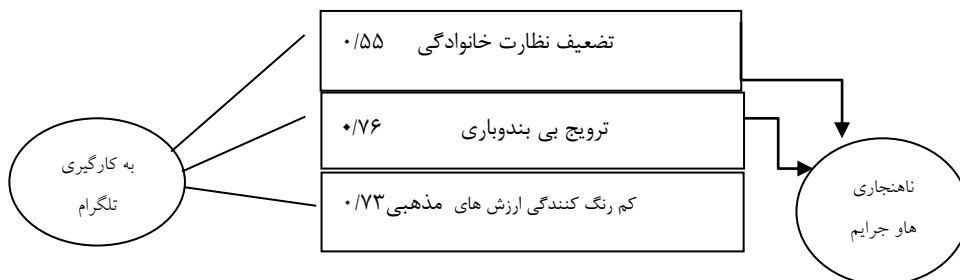 تضعیف نظارت خانوادگی ۰/۵۵
ترویج بی بندوباری ۰/۷۶
کم رنگ کنندگی ارزش های مذهبی۰/۷۳
به کارگیری
تلگرام
ناهنجاری
هاو جرایم